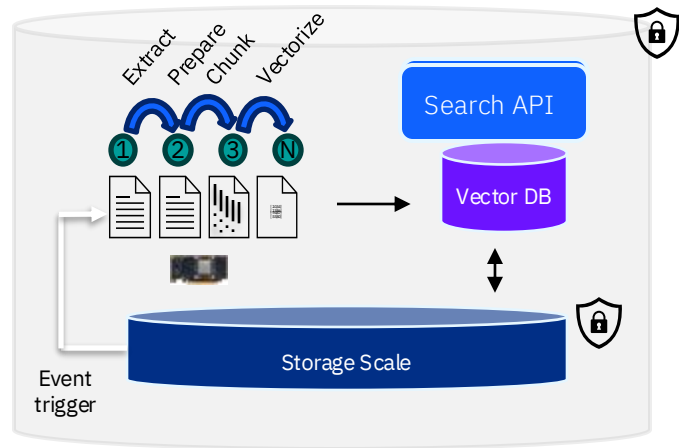 Extract
Prepare
Chunk
Vectorize
1
2
3
N
Search API
Vector DB
Storage Scale
Event
trigger